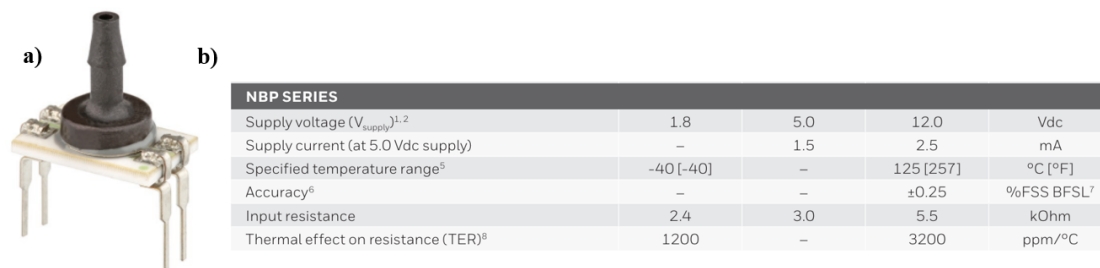 a)
b)
NBP SERIES
Supply voltage (Vsupply)1,2 1.8 5.0 12.0 Vdc
Supply current (at 5.0 Vdc supply) – 1.5 2.5 mA
Specified temperature range5 -40 [-40] – 125 [257] °C [°F]
Accuracy6 – – ±0.25 %FSS BFSL7
Input resistance 2.4 3.0 5.5 kOhm
Thermal effect on resistance (TER)8 1200 – 3200 ppm/°C